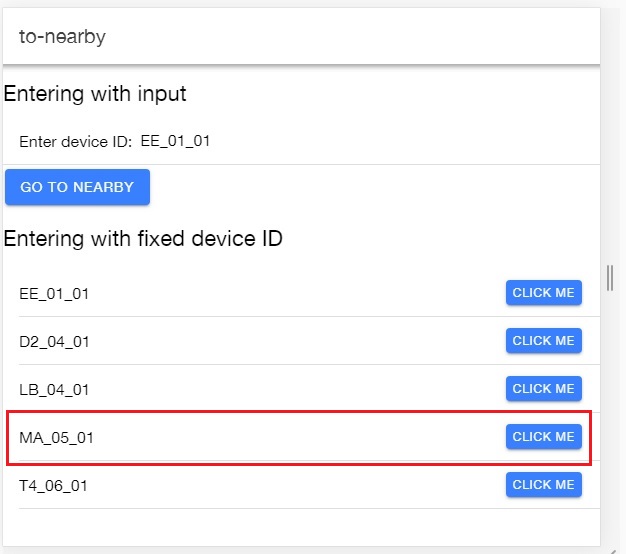 to-nearby
Entering with input
Enter device ID: EE_01_01
GO TO NEARBY
Entering with fixed device ID
EE_01_01 CLICK ME
D2_04_01 CLICK ME
LB_04_01 CLICK ME
MA_05_01 CLICK ME
T4_06_01 CLICK ME